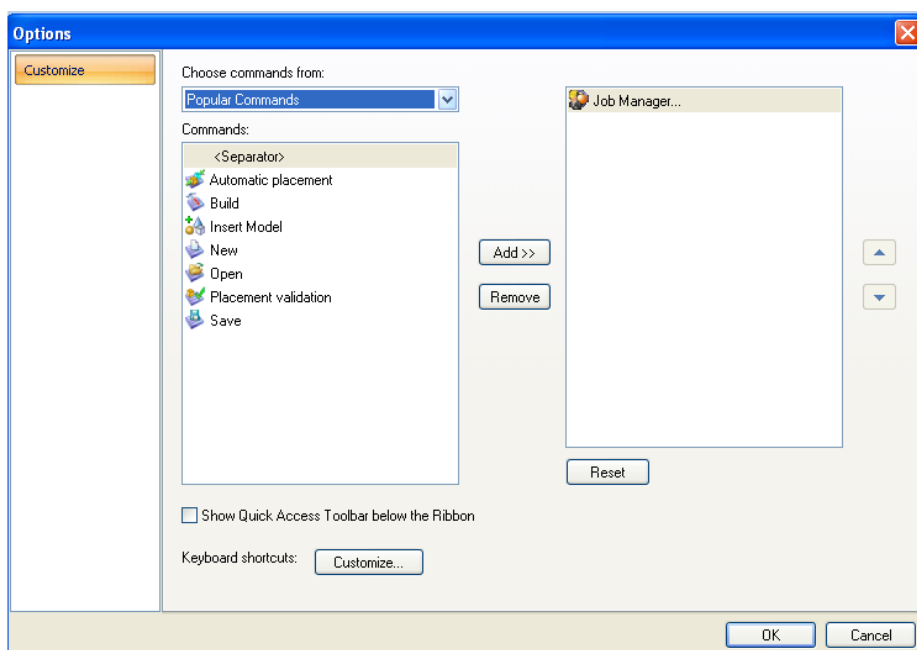 Options
Customize
Choose commands from:
Popular Commands
Commands:
<Separator>
Automatic placement
Build
Insert Model
New
Open
Placement validation
Save
Add >>
Remove
Job Manager...
Reset
Show Quick Access Toolbar below the Ribbon
Keyboard shortcuts:
Customize...
OK
Cancel